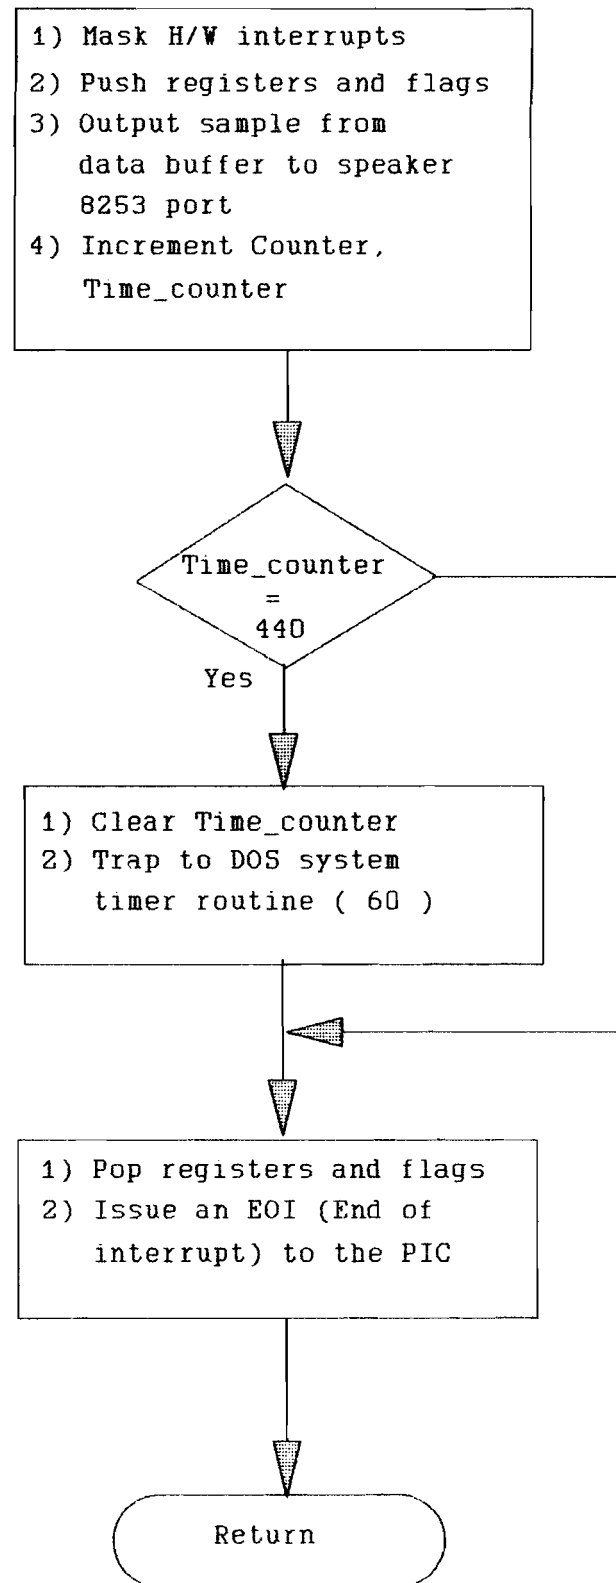 1) Mask H/W interrupts
2) Push registers and flags
3) Output sample from
data buffer to speaker
8253 port
4) Increment Counter,
Time_counter
Time_counter
=
440
Yes
1) Clear Time_counter
2) Trap to DOS system
timer routine ( 60 )
1) Pop registers and flags
2) Issue an EOI (End of
interrupt) to the PIC
Return